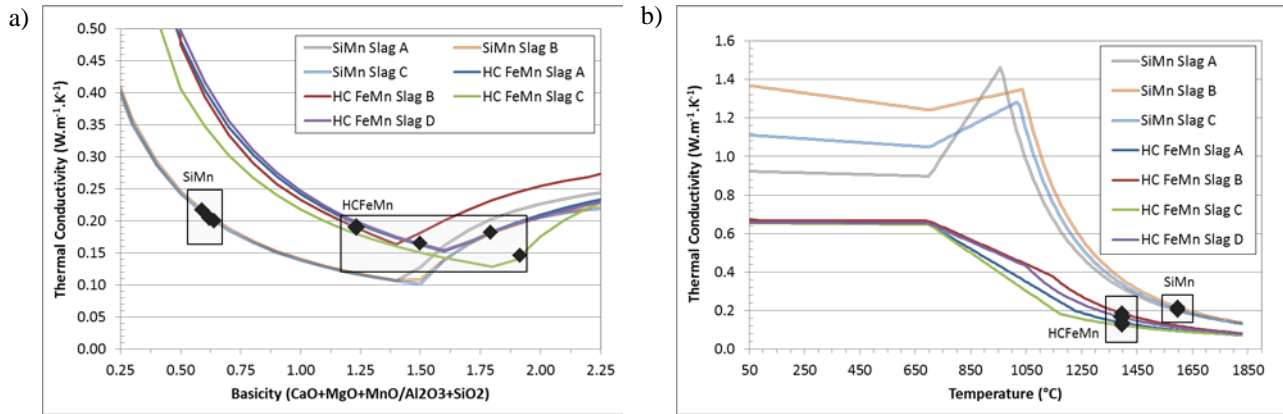 a)
Thermal Conductivity (W.m⁻¹.K⁻¹)
0.50
0.45
0.40
0.35
0.30
0.25
0.20
0.15
0.10
0.05
0.00
SiMn Slag A
SiMn Slag B
SiMn Slag C
HC FeMn Slag A
HC FeMn Slag B
HC FeMn Slag C
HC FeMn Slag D
SiMn
HCFeMn
0.25 0.50 0.75 1.00 1.25 1.50 1.75 2.00 2.25
Basicity (CaO+MgO+MnO/Al2O3+SiO2)
b)
Thermal Conductivity (W.m⁻¹.K⁻¹)
1.6
1.4
1.2
1.0
0.8
0.6
0.4
0.2
0.0
SiMn Slag A
SiMn Slag B
SiMn Slag C
HC FeMn Slag A
HC FeMn Slag B
HC FeMn Slag C
HC FeMn Slag D
SiMn
HCFeMn
50 250 450 650 850 1050 1250 1450 1650 1850
Temperature (°C)